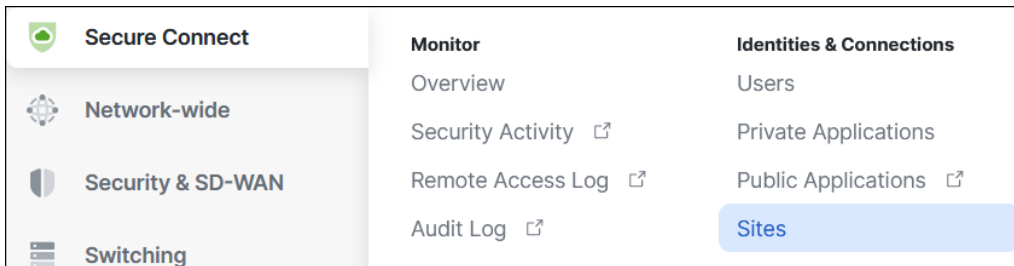 Secure Connect
Network-wide
Security & SD-WAN
Switching
Monitor
Overview
Security Activity
Remote Access Log
Audit Log
Identities & Connections
Users
Private Applications
Public Applications
Sites